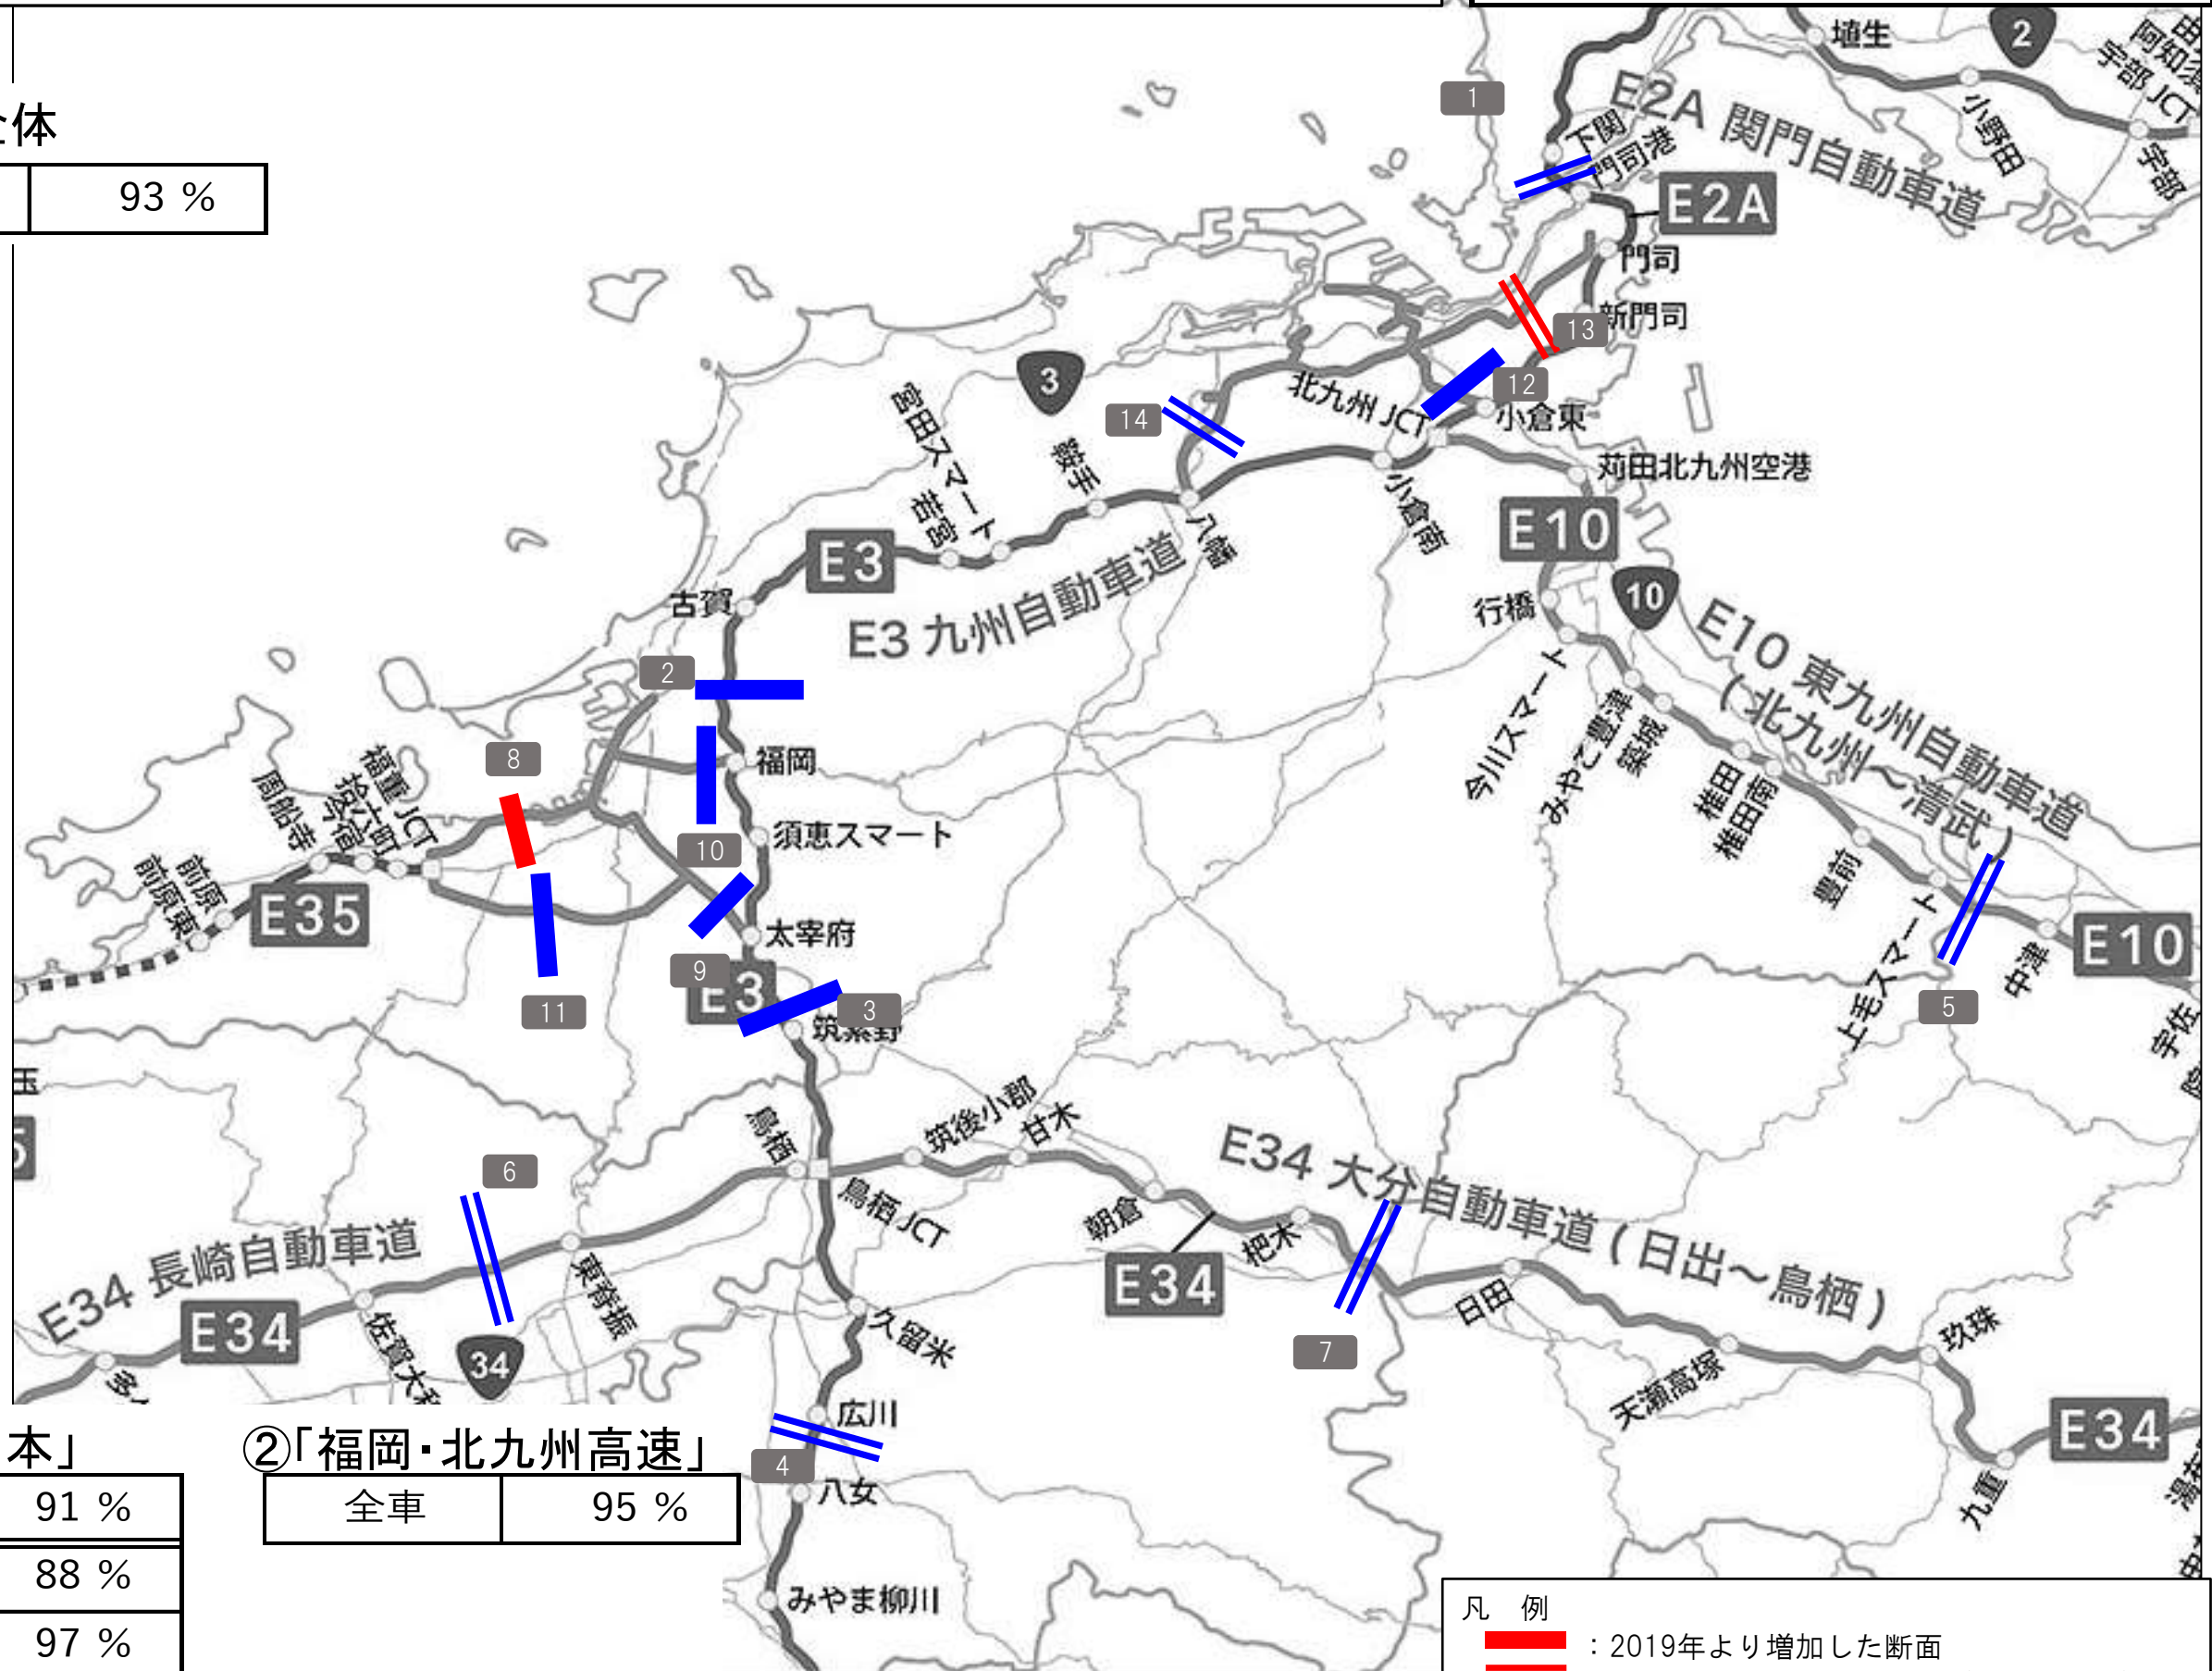 全体
93 %
1
埴生
2
阿知須
宇部 JCT
小野田
宇部
E2A 関門自動車道
下関
門司港
E2A
門司
新門司
13
12
3
14
北九州 JCT
小倉東
苅田北九州空港
宮田スマート
若宮
鞍手
八幡
小倉南
E10
E3
E3 九州自動車道
古賀
行橋
10
E10 東九州自動車道
(北九州〜清武)
今川スマート
みやこ豊津
築城
椎田
椎田南
豊前
上毛スマート
中津
E10
宇佐
5
2
福岡
8
10
須恵スマート
福重 JCT
拾六町
今宿
周船寺
前原
前原東
E35
太宰府
9
E3
3
筑紫野
11
鳥栖
筑後小郡
甘木
鳥栖 JCT
朝倉
杷木
E34
E34 大分自動車道 (日出〜鳥栖)
7
日田
天瀬高塚
玖珠
九重
E34
6
E34 長崎自動車道
E34
東脊振
佐賀大和
34
久留米
広川
4
八女
みやま柳川
本」
91 %
88 %
97 %
②「福岡・北九州高速」
全車 95 %
凡 例
：2019年より増加した断面